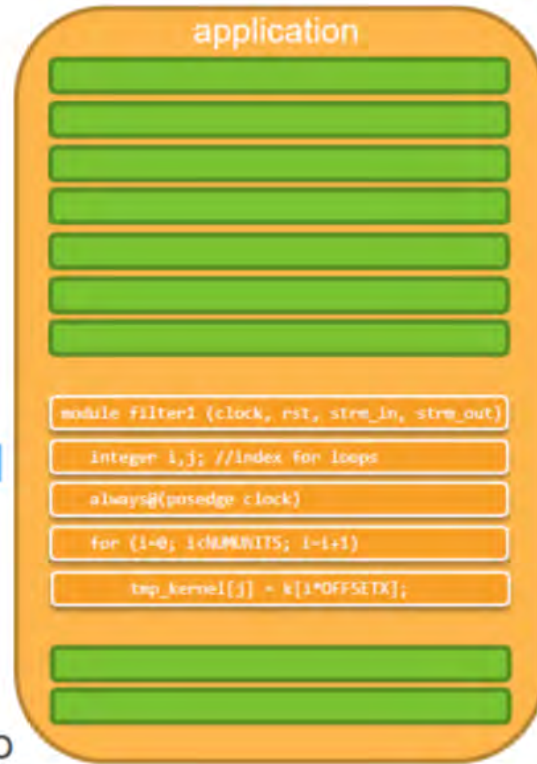 application
module filter1 (clock, rst, strm_in, strm_out)
integer i,j; //index for loops
always@(posedge clock)
for (i=0; i<NUMUNITS; i=i+1)
tmp_kernel[j] = k[i*OFFSETX];